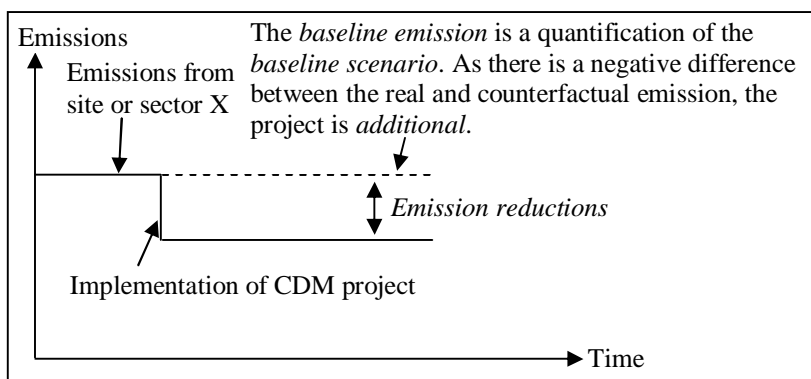 Emissions
The baseline emission is a quantification of the
baseline scenario. As there is a negative difference
between the real and counterfactual emission, the
project is additional.
Emissions from
site or sector X
Emission reductions
Implementation of CDM project
Time